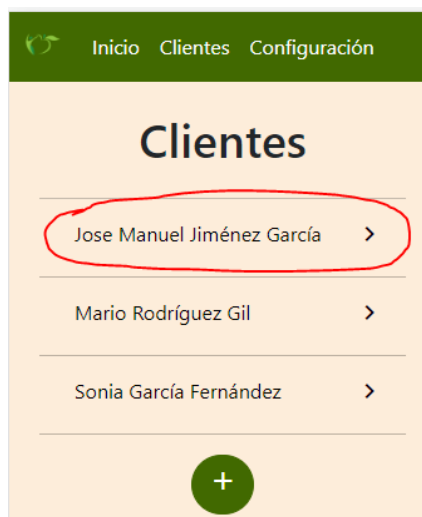 Inicio Clientes Configuración
Clientes
Jose Manuel Jiménez García
Mario Rodríguez Gil
Sonia García Fernández
+